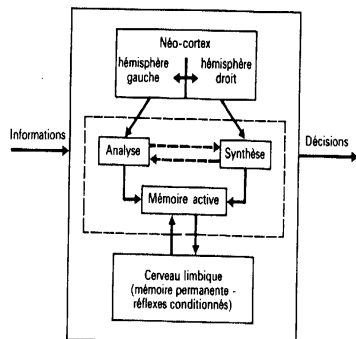 Néo-cortex
hémisphère
gauche
hémisphère
droit
Informations
Analyse
Synthèse
Décisions
Mémoire active
Cerveau limbique
(mémoire permanente -
réflexes conditionnés)